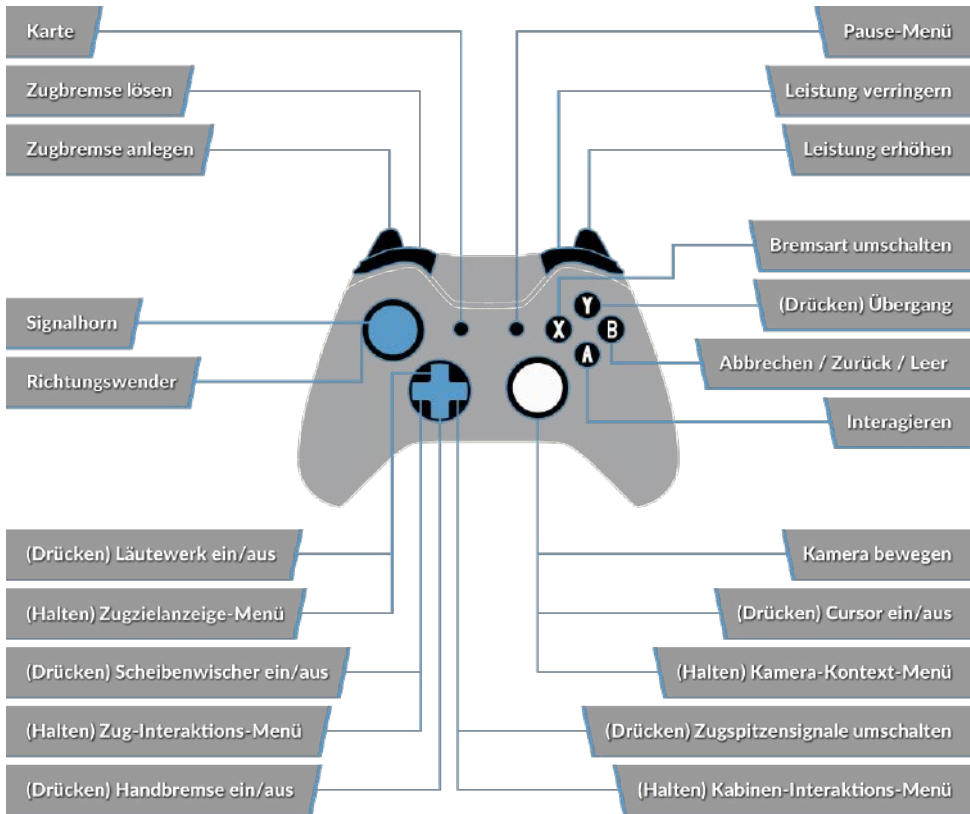 Karte
Pause-Menü
Zugbremse lösen
Leistung verringern
Zugbremse anlegen
Leistung erhöhen
Bremsart umschalten
(Drücken) Übergang
Signalhorn
Abbrechen / Zurück / Leer
Richtungswender
Interagieren
Y
X
B
A
(Drücken) Läutewerk ein/aus
Kamera bewegen
(Halten) Zugzielanzeige-Menü
(Drücken) Cursor ein/aus
(Drücken) Scheibenwischer ein/aus
(Halten) Kamera-Kontext-Menü
(Halten) Zug-Interaktions-Menü
(Drücken) Zugspitzensignale umschalten
(Drücken) Handbremse ein/aus
(Halten) Kabinen-Interaktions-Menü